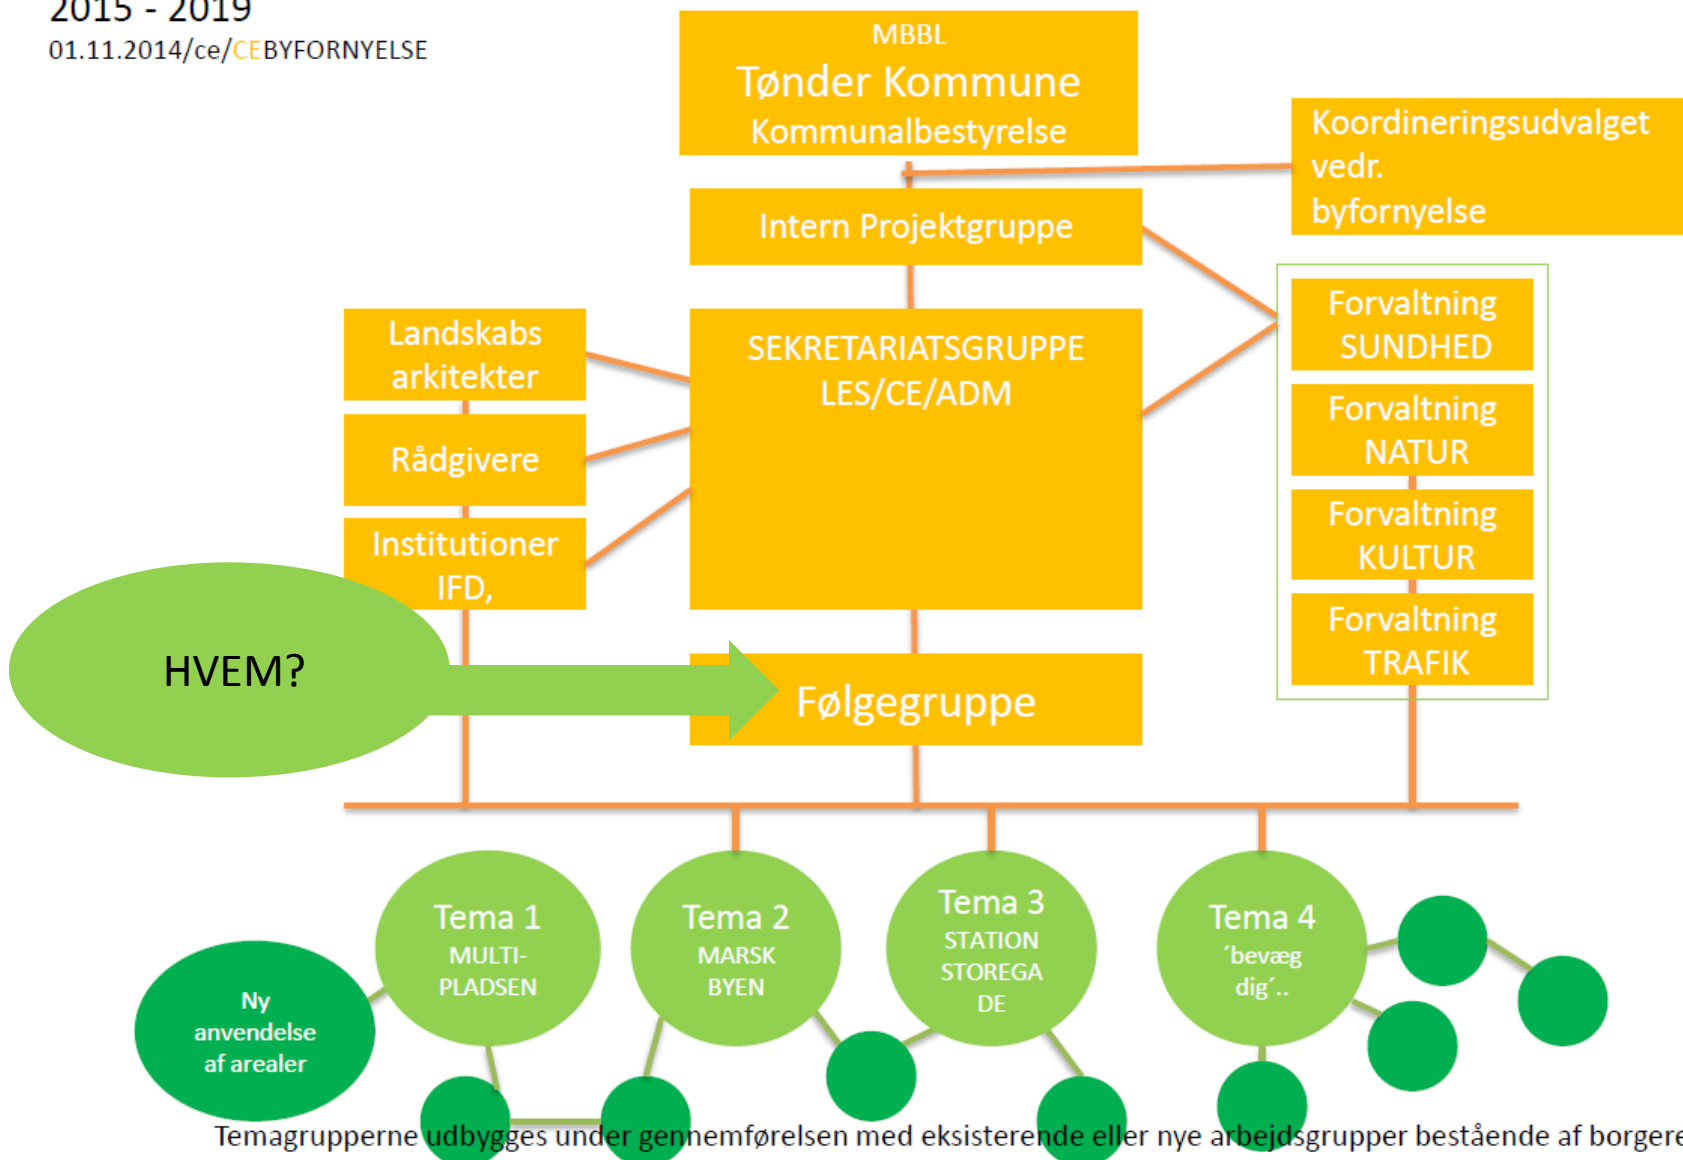 2015 - 2019
01.11.2014/ce/CEBYFORNYELSE
MBBL
Tønder Kommune
Kommunalbestyrelse
Koordineringsudvalget
vedr.
byfornyelse
Intern Projektgruppe
Landskabs
arkitekter
Rådgivere
Institutioner
IFD,
SEKRETARIATSGRUPPE
LES/CE/ADM
Forvaltning
SUNDHED
Forvaltning
NATUR
Forvaltning
KULTUR
Forvaltning
TRAFIK
HVEM?
Følgegruppe
Tema 1
MULTI-
PLADSEN
Tema 2
MARSK
BYEN
Tema 3
STATION
STOREGA
DE
Tema 4
´bevæg
dig´..
Ny
anvendelse
af arealer
Temagrupperne udbygges under gennemførelsen med eksisterende eller nye arbejdsgrupper bestående af borgere